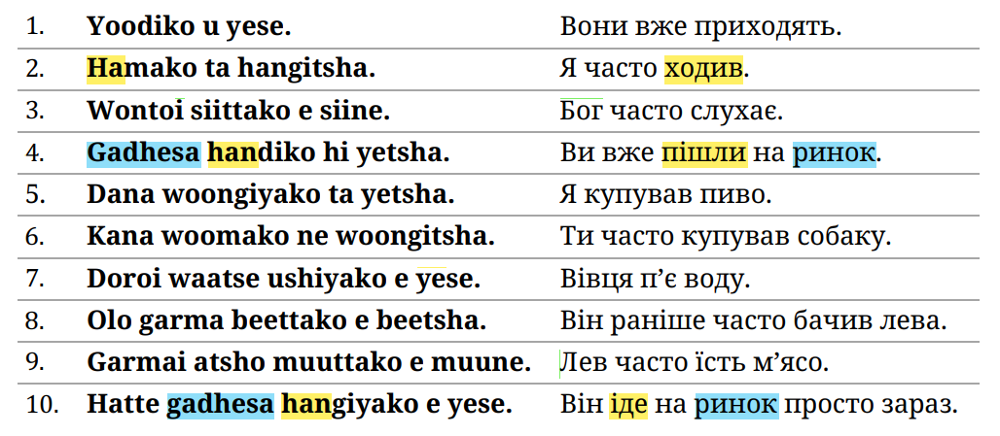 1. Yoodiko u yese. Вони вже приходять.
2. Hamako ta hangitsha. Я часто ходив.
3. Wontoi siittako e siine. Бог часто слухає.
4. Gadhesa handiko hi yetsha. Ви вже пішли на ринок.
5. Dana woongiyako ta yetsha. Я купував пиво.
6. Kana woomako ne woongitsha. Ти часто купував собаку.
7. Doroi waatse ushiyako e yese. Вівця п’є воду.
8. Olo garma beettako e beetsha. Він раніше часто бачив лева.
9. Garmai atsho muuttako e muune. Лев часто їсть м’ясо.
10. Hatte gadhesa hangiyako e yese. Він іде на ринок просто зараз.